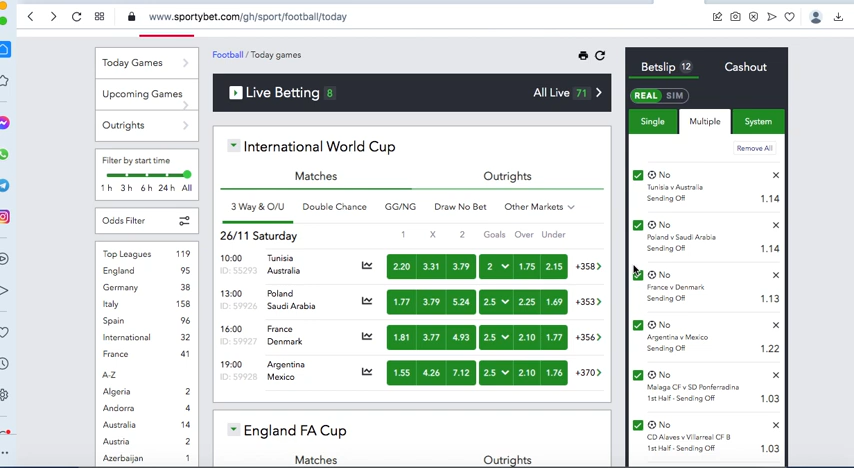 www.sportybet.com/gh/sport/football/today
Today Games
Upcoming Games
Outrights
Filter by start time
1 h 3 h 6 h 24 h All
Odds Filter
Top Leagues 119
England 95
Germany 38
Italy 158
Spain 96
International 32
France 41
A-Z
Algeria 2
Andorra 4
Australia 14
Austria 2
Azerbaijan 1
Football / Today games
Live Betting 8
All Live 71
International World Cup
Matches Outrights
3 Way & O/U Double Chance GG/NG Draw No Bet Other Markets
26/11 Saturday 1 X 2 Goals Over Under
10:00 Tunisia
ID: 55293 Australia
2.20 3.31 3.79 2 1.75 2.15 +358
13:00 Poland
ID: 59926 Saudi Arabia
1.77 3.79 5.24 2.5 2.25 1.69 +353
16:00 France
ID: 59927 Denmark
1.81 3.77 4.93 2.5 2.10 1.77 +356
19:00 Argentina
ID: 59928 Mexico
1.55 4.26 7.12 2.5 2.10 1.76 +370
England FA Cup
Matches Outrights
Betslip 12 Cashout
REAL SIM
Single Multiple System
Remove All
No
Tunisia v Australia
Sending Off 1.14
No
Poland v Saudi Arabia
Sending Off 1.14
No
France v Denmark
Sending Off 1.13
No
Argentina v Mexico
Sending Off 1.22
No
Malaga CF v SD Ponferradina
1st Half - Sending Off 1.03
No
CD Alaves v Villarreal CF B
1st Half - Sending Off 1.03